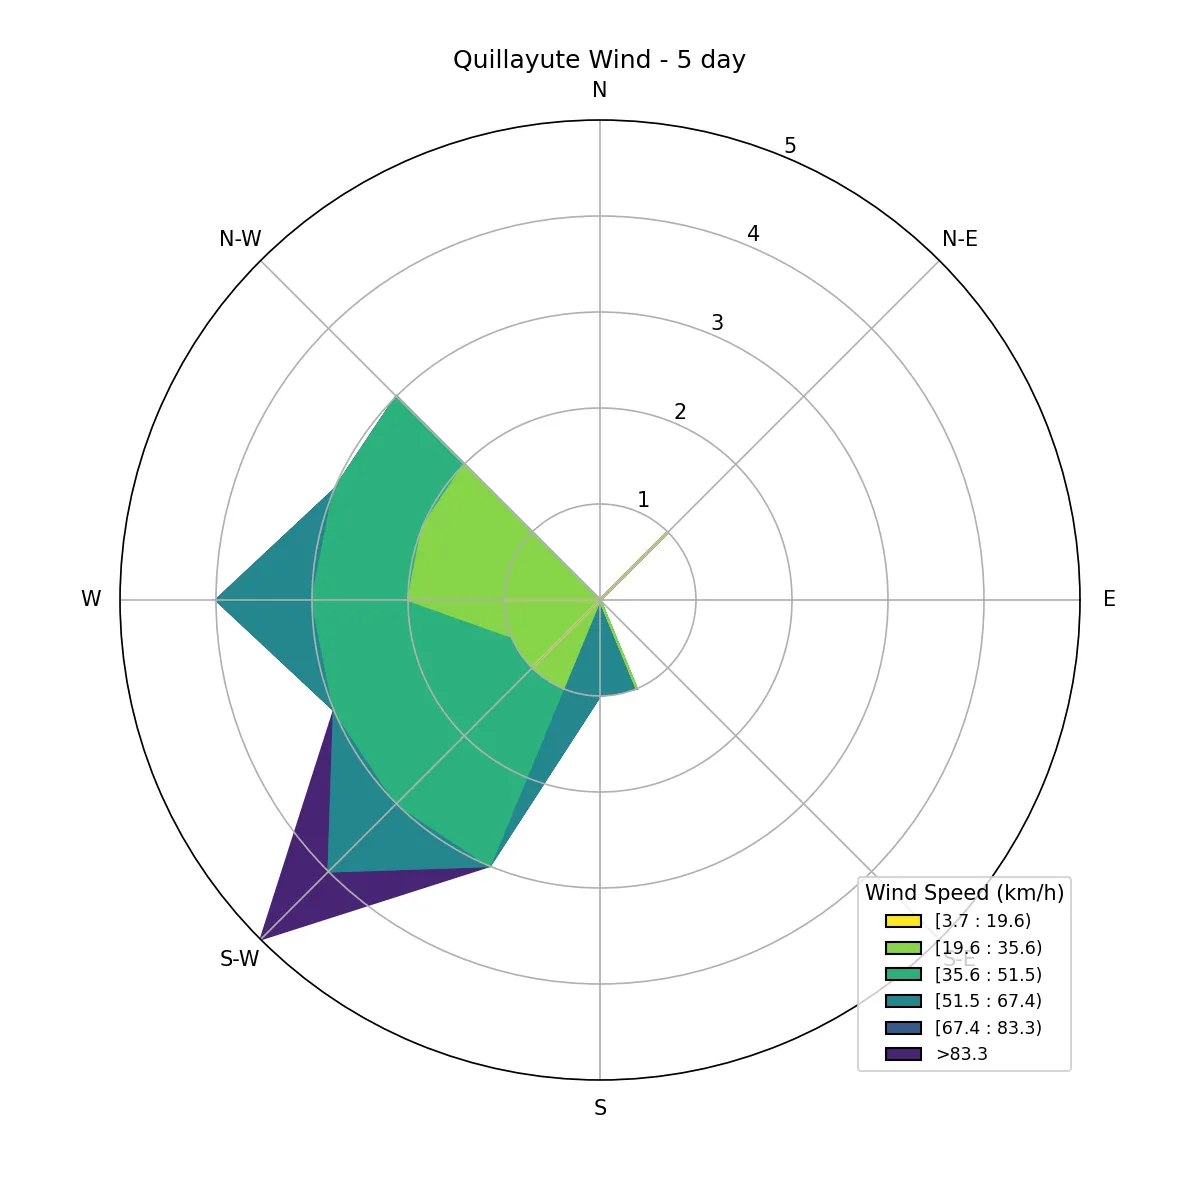 Quillayute Wind - 5 day
N
5
N-W
4
N-E
3
2
1
W
E
S-W
S-E
Wind Speed (km/h)
[3.7 : 19.6)
[19.6 : 35.6)
[35.6 : 51.5)
[51.5 : 67.4)
[67.4 : 83.3)
>83.3
S